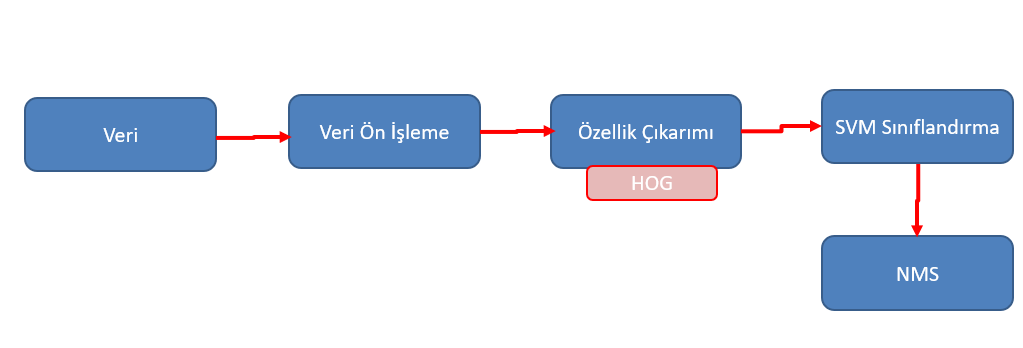 Veri
Veri Ön İşleme
Özellik Çıkarımı
HOG
SVM Sınıflandırma
NMS